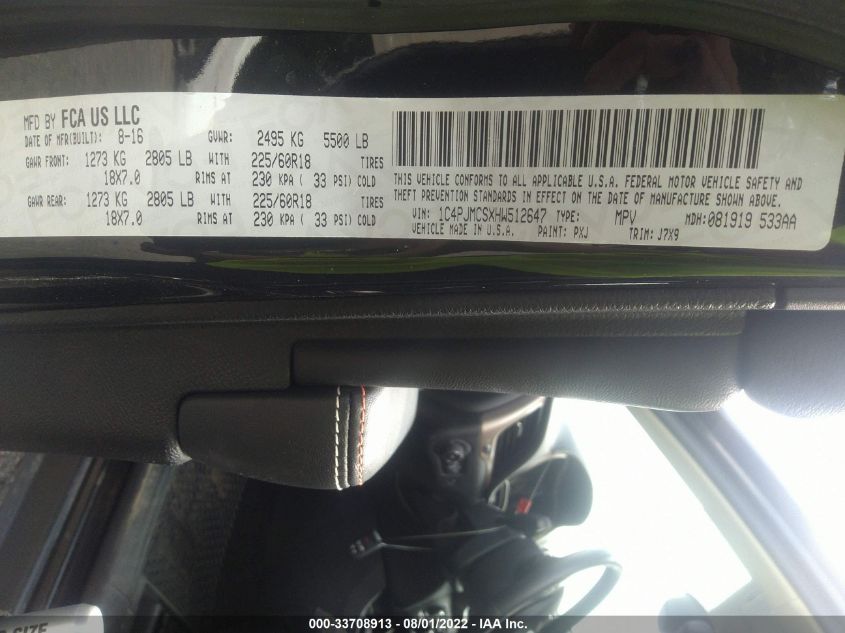 MFD BY FCA US LLC
DATE OF MFR(BUILT): 8-16 GVWR: 2495 KG 5500 LB
GAWR FRONT: 1273 KG 2805 LB WITH 225/60R18 TIRES
18X7.0 RIMS AT 230 KPA ( 33 PSI) COLD
GAWR REAR: 1273 KG 2805 LB WITH 225/60R18 TIRES
18X7.0 RIMS AT 230 KPA ( 33 PSI) COLD
THIS VEHICLE CONFORMS TO ALL APPLICABLE U.S.A. FEDERAL MOTOR VEHICLE SAFETY AND
THEFT PREVENTION STANDARDS IN EFFECT ON THE DATE OF MANUFACTURE SHOWN ABOVE.
VIN: 1C4PJMCSXHW512647 TYPE: MPV MDH: 081919 533AA
VEHICLE MADE IN U.S.A. PAINT: PXJ TRIM: J7X9
SIZE
000-33708913 - 08/01/2022 - IAA Inc.